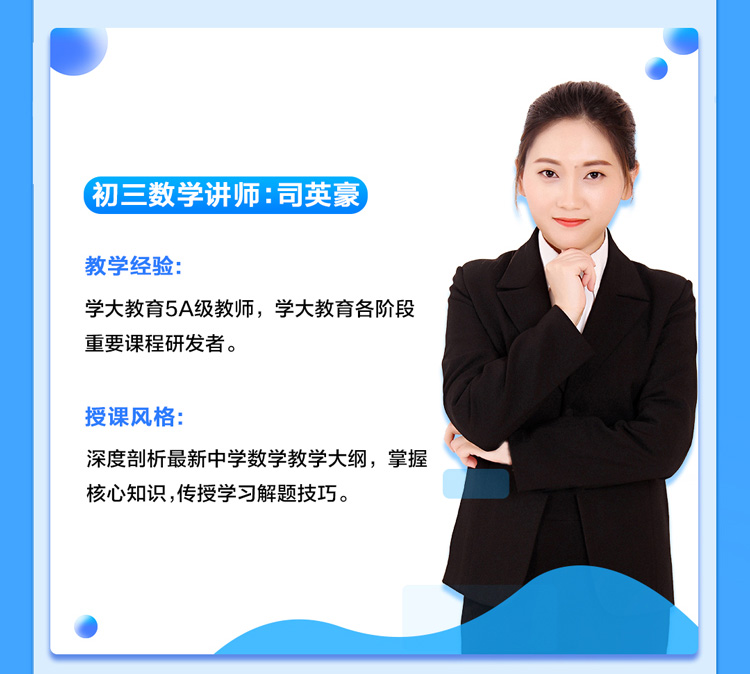 初三数学讲师：司英豪
教学经验:
学大教育5A级教师，学大教育各阶段
重要课程研发者。
授课风格:
深度剖析最新中学数学教学大纲，掌握
核心知识,传授学习解题技巧。